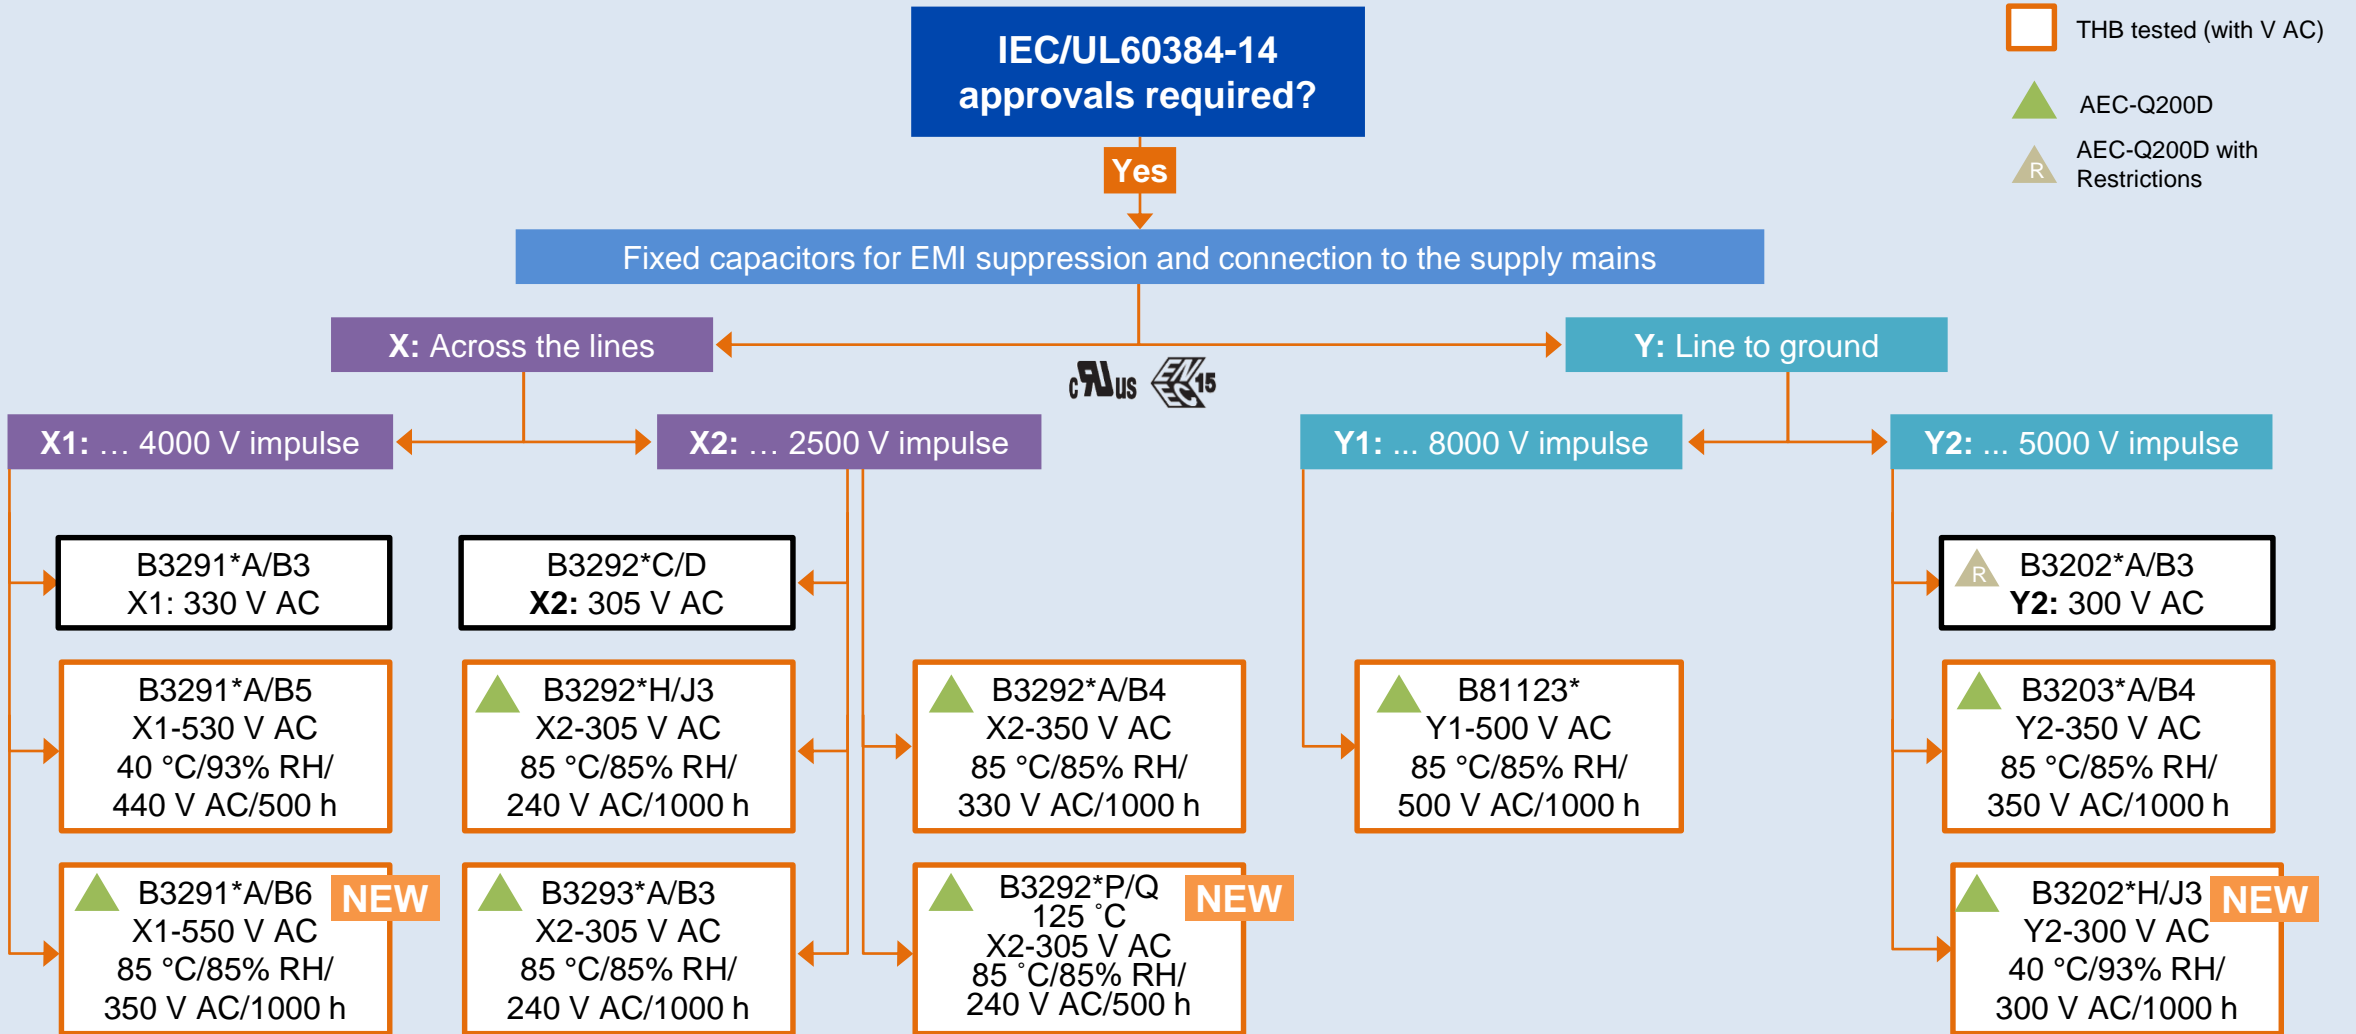 IEC/UL60384-14
approvals required?
THB tested (with V AC)
AEC-Q200D
R
AEC-Q200D with
Restrictions
Yes
Fixed capacitors for EMI suppression and connection to the supply mains
X: Across the lines
Y: Line to ground
c RU us
ENEC 15
X1: … 4000 V impulse
X2: … 2500 V impulse
Y1: ... 8000 V impulse
Y2: ... 5000 V impulse
B3291*A/B3
X1: 330 V AC
B3292*C/D
X2: 305 V AC
R
B3202*A/B3
Y2: 300 V AC
B3291*A/B5
X1-530 V AC
40 °C/93% RH/
440 V AC/500 h
B3292*H/J3
X2-305 V AC
85 °C/85% RH/
240 V AC/1000 h
B3292*A/B4
X2-350 V AC
85 °C/85% RH/
330 V AC/1000 h
B81123*
Y1-500 V AC
85 °C/85% RH/
500 V AC/1000 h
B3203*A/B4
Y2-350 V AC
85 °C/85% RH/
350 V AC/1000 h
B3291*A/B6
NEW
X1-550 V AC
85 °C/85% RH/
350 V AC/1000 h
B3293*A/B3
X2-305 V AC
85 °C/85% RH/
240 V AC/1000 h
B3292*P/Q
NEW
125 ˚C
X2-305 V AC
85 ˚C/85% RH/
240 V AC/500 h
B3202*H/J3
NEW
Y2-300 V AC
40 °C/93% RH/
300 V AC/1000 h